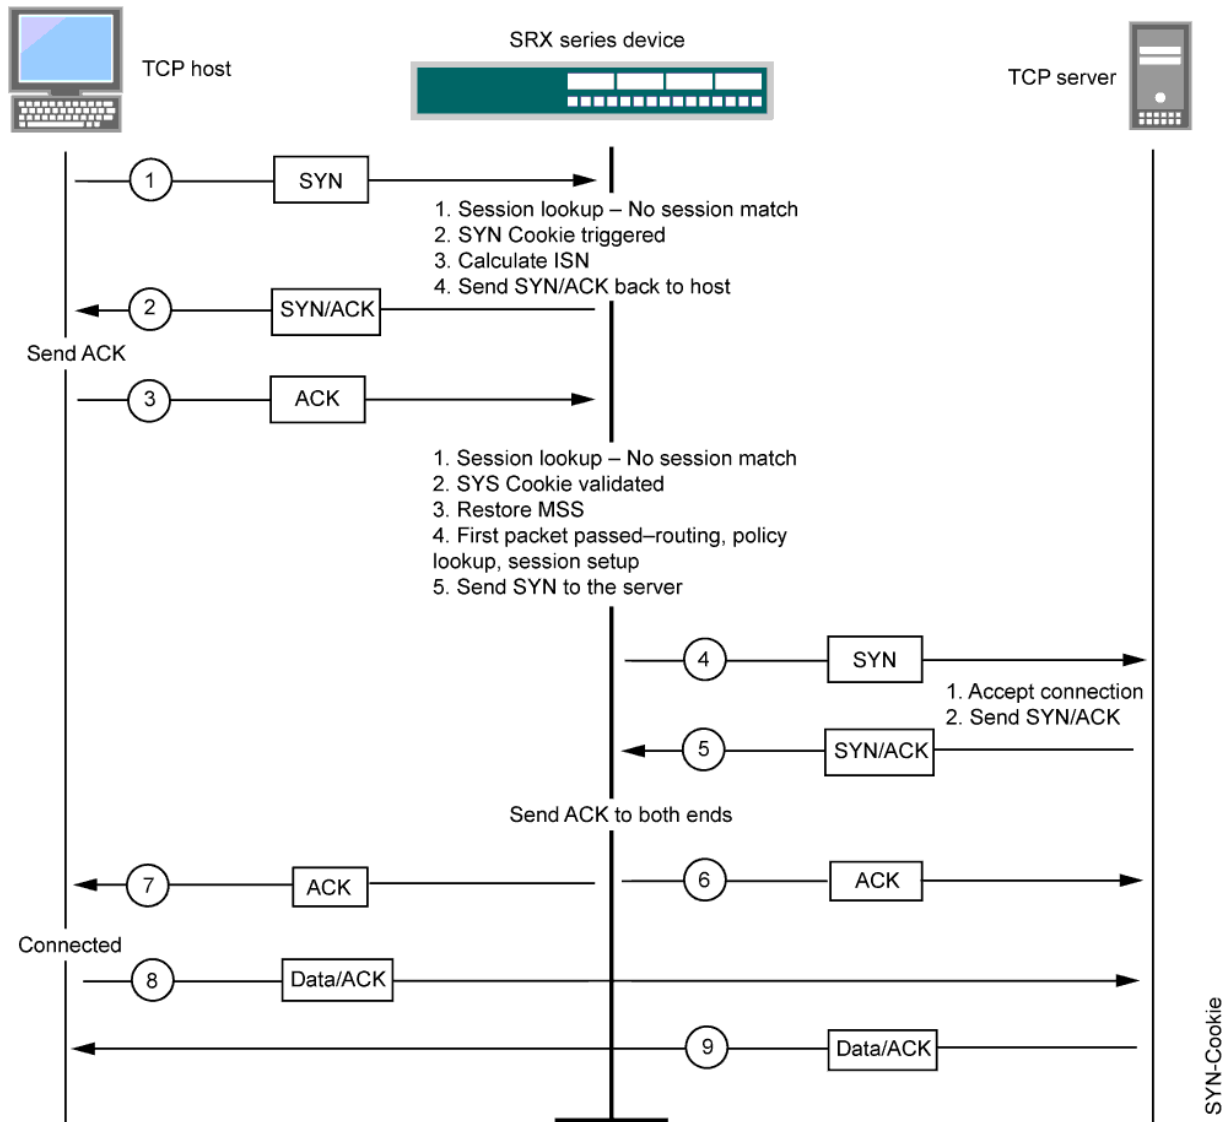 SRX series device
TCP host
TCP server
1
SYN
1. Session lookup – No session match
2. SYN Cookie triggered
3. Calculate ISN
4. Send SYN/ACK back to host
2
SYN/ACK
Send ACK
3
ACK
1. Session lookup – No session match
2. SYS Cookie validated
3. Restore MSS
4. First packet passed–routing, policy
lookup, session setup
5. Send SYN to the server
4
SYN
1. Accept connection
2. Send SYN/ACK
5
SYN/ACK
Send ACK to both ends
7
ACK
6
ACK
Connected
8
Data/ACK
9
Data/ACK
SYN-Cookie